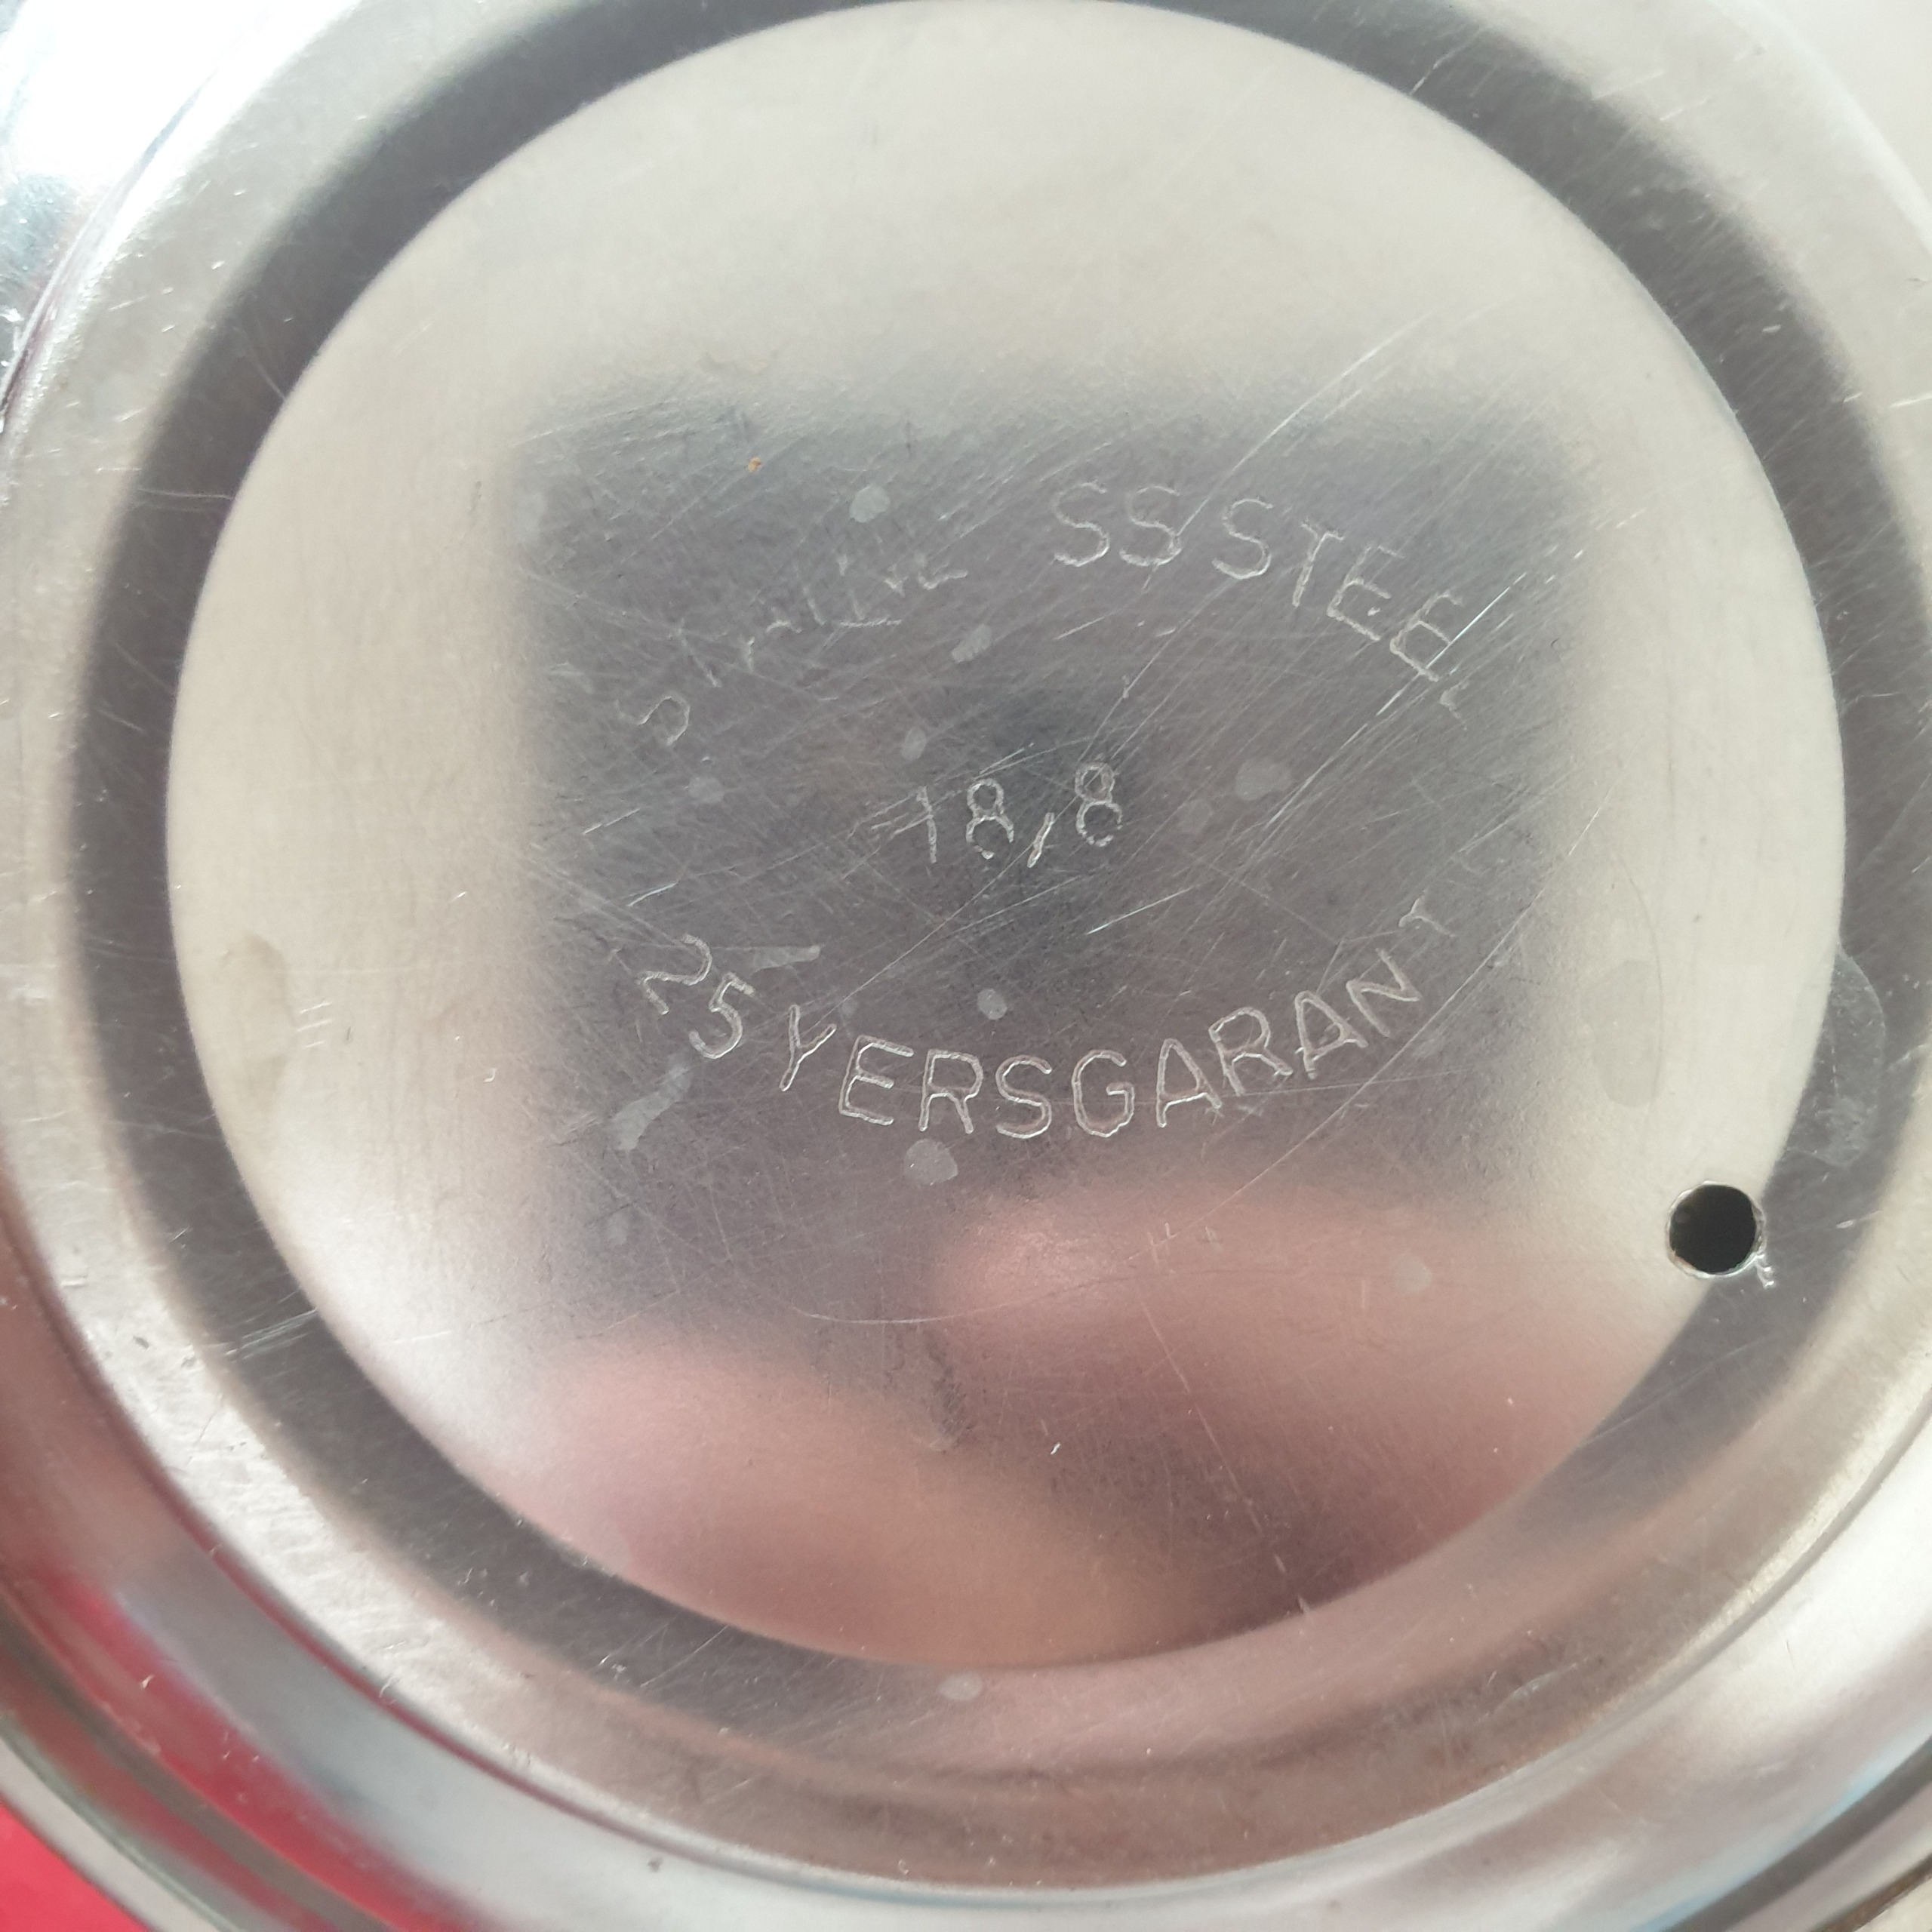 SS STEEL
18,8
25 YERSGARANT